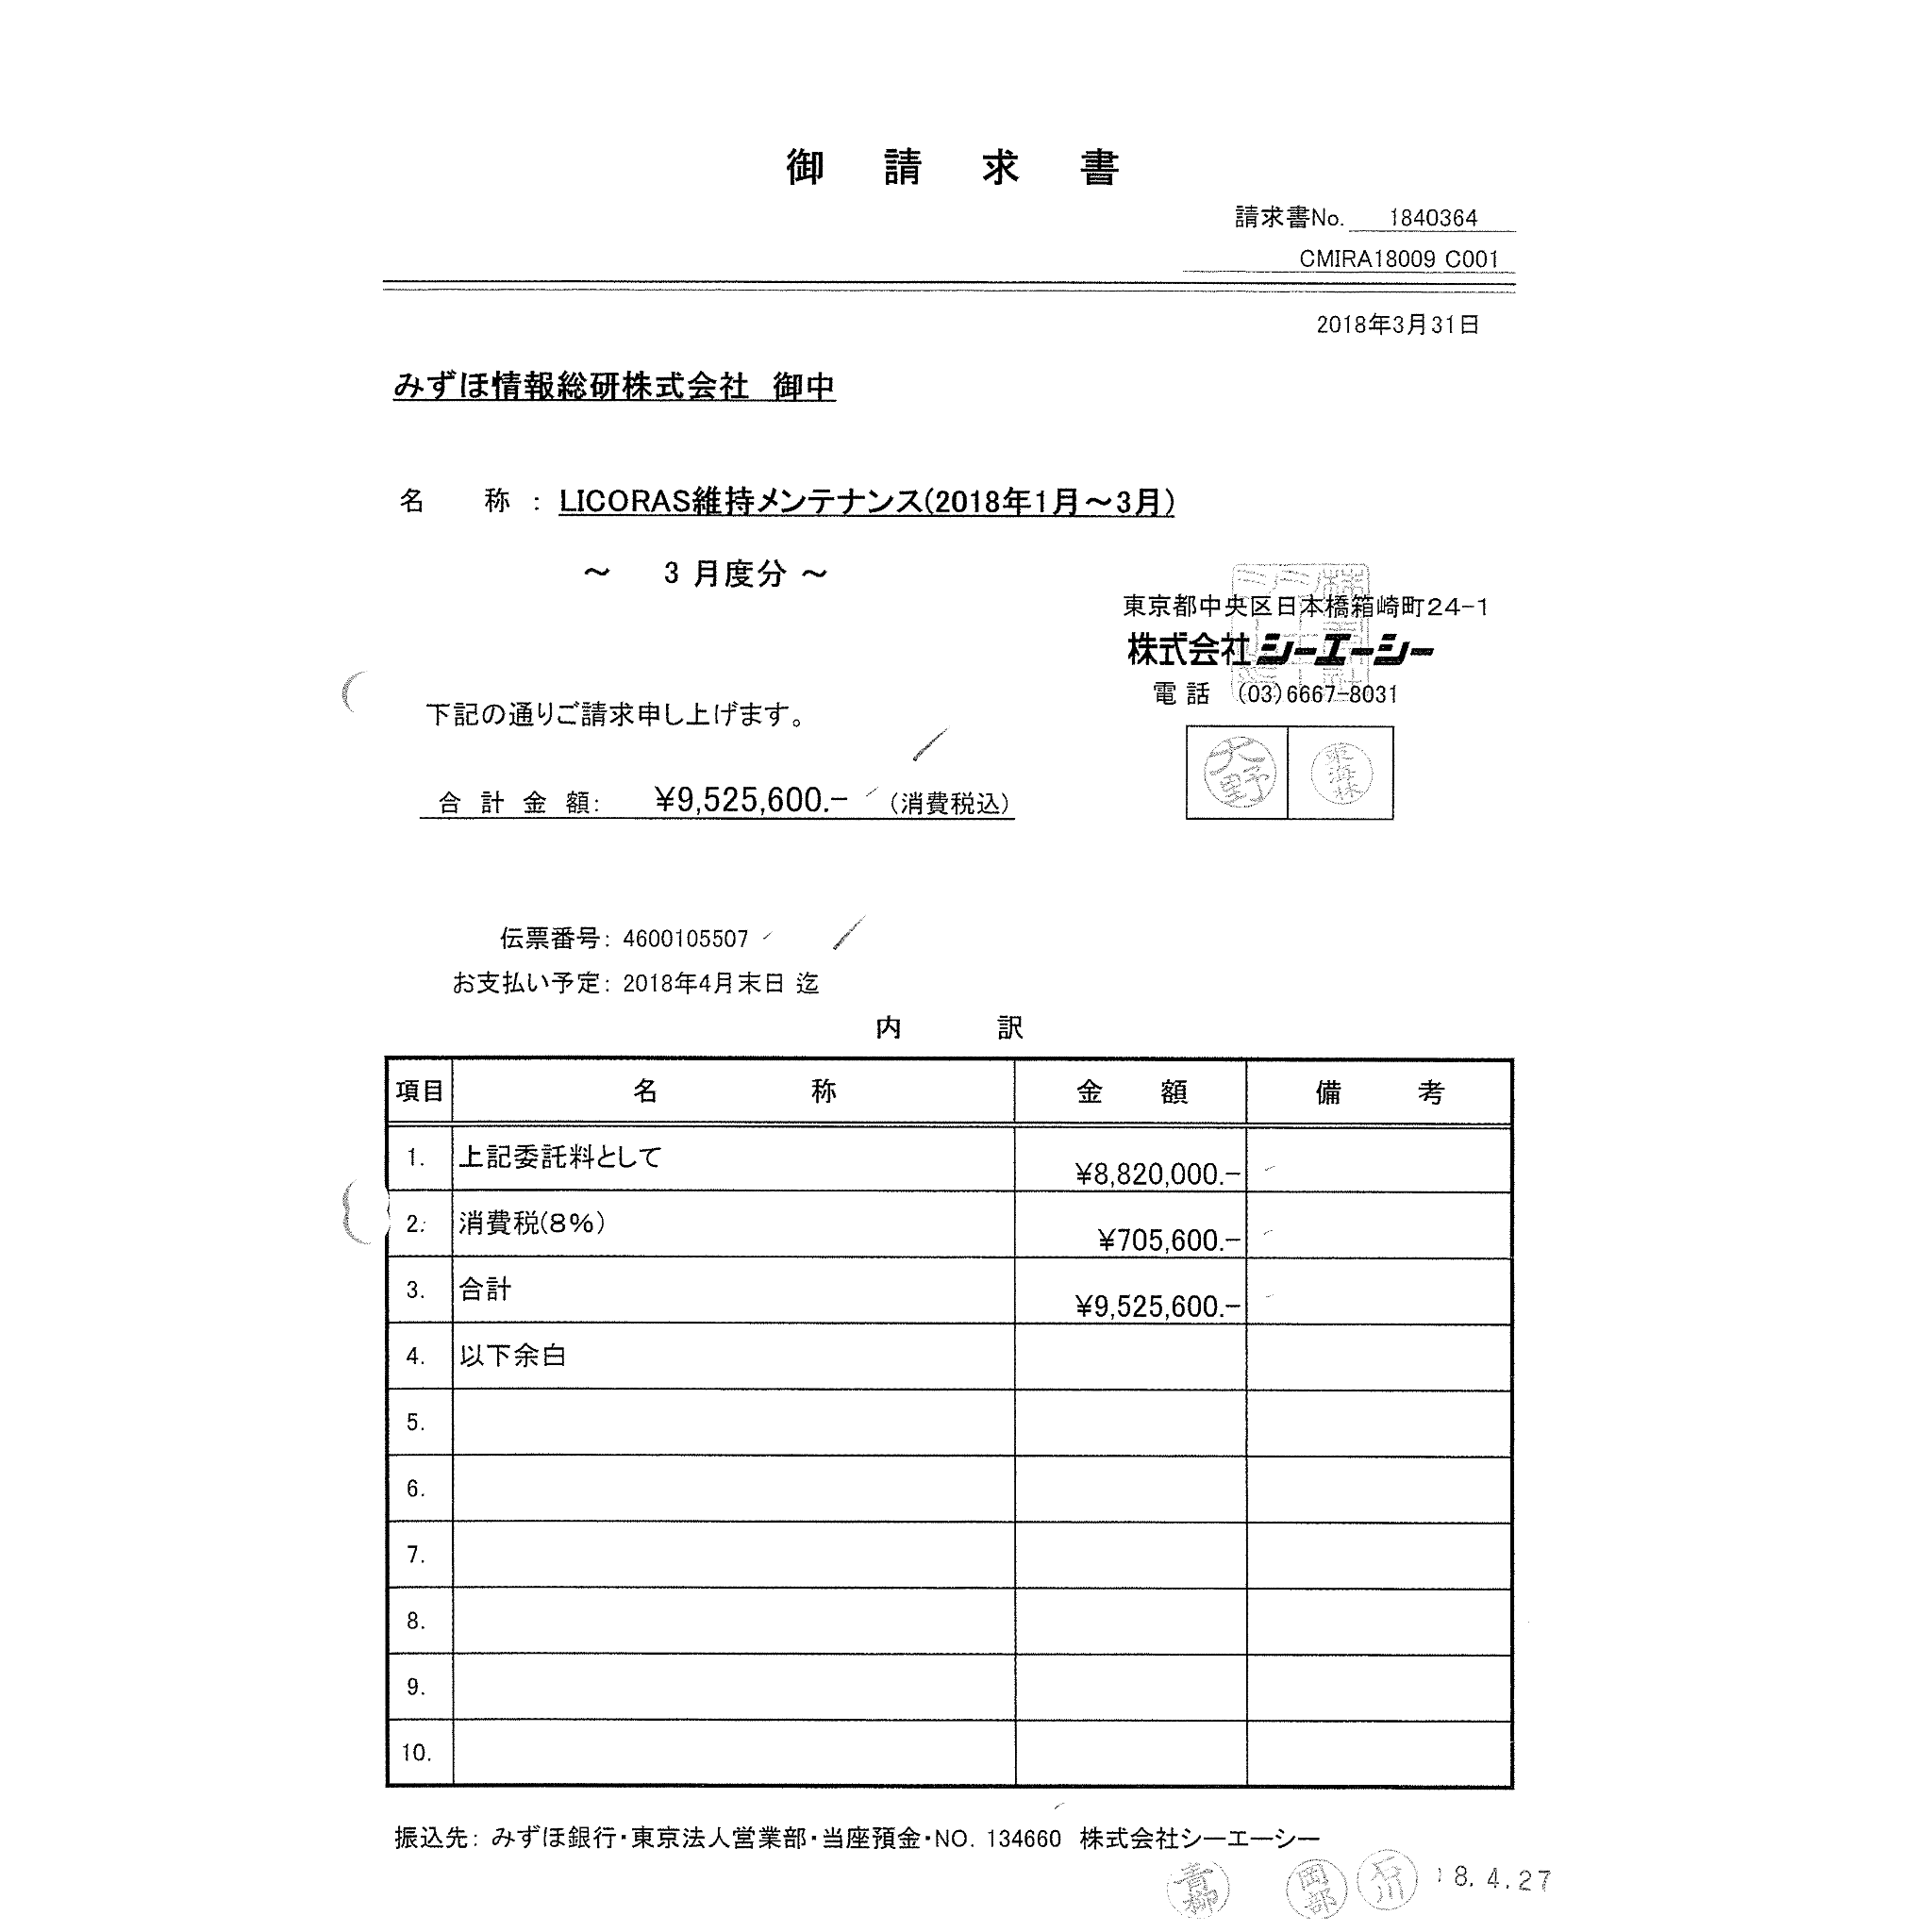 御請求書
請求書No. 1840364
CMIRA18009 C001
2018年3月31日
みずほ情報総研株式会社 御中
名称：LICORAS維持メンテナンス(2018年1月～3月)
～ 3 月度分 ～
東京都中央区日本橋箱崎町24-1
株式会社シーエーシー
電話 (03)6667-8031
下記の通りご請求申し上げます。
大野 東海林
合計金額： ¥9,525,600.- (消費税込)
伝票番号： 4600105507
お支払い予定： 2018年4月末日 迄
内訳
項目 名称 金額 備考
1. 上記委託料として ¥8,820,000.-
2. 消費税(8%) ¥705,600.-
3. 合計 ¥9,525,600.-
4. 以下余白
5.
6.
7.
8.
9.
10.
振込先： みずほ銀行・東京法人営業部・当座預金・NO. 134660 株式会社シーエーシー
青柳 岡部 石川 18.4.27